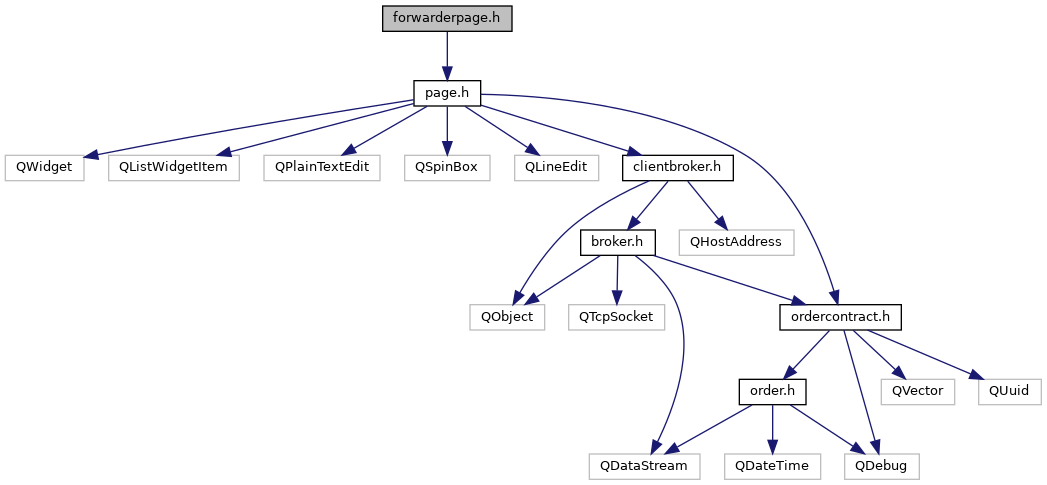 forwarderpage.h
page.h
QWidget
QListWidgetItem
QPlainTextEdit
QSpinBox
QLineEdit
clientbroker.h
broker.h
QHostAddress
QObject
QTcpSocket
ordercontract.h
order.h
QVector
QUuid
QDataStream
QDateTime
QDebug